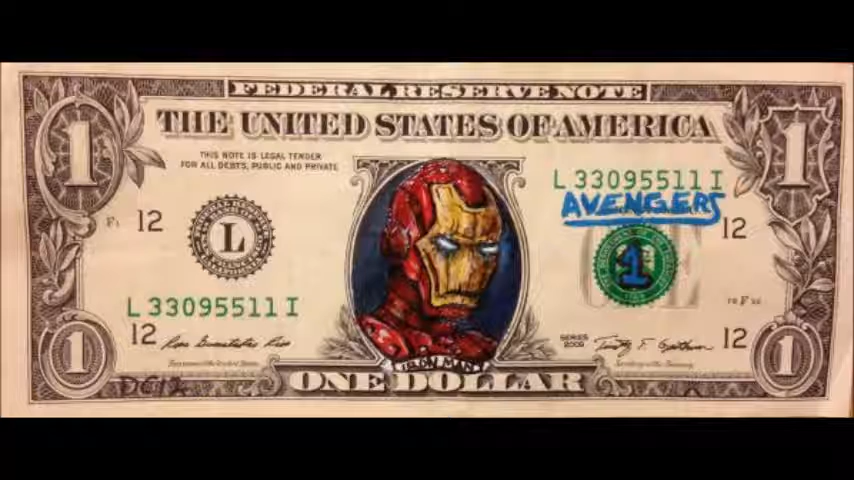 1 FEDERAL RESERVE NOTE 1
THE UNITED STATES OF AMERICA
THIS NOTE IS LEGAL TENDER
FOR ALL DEBTS, PUBLIC AND PRIVATE
L 33095511 I
AVENGERS
12
L
1
12
L 33095511 I
12
SERIES
2009
12
1
IRON MAN
1
DC12
ONE DOLLAR